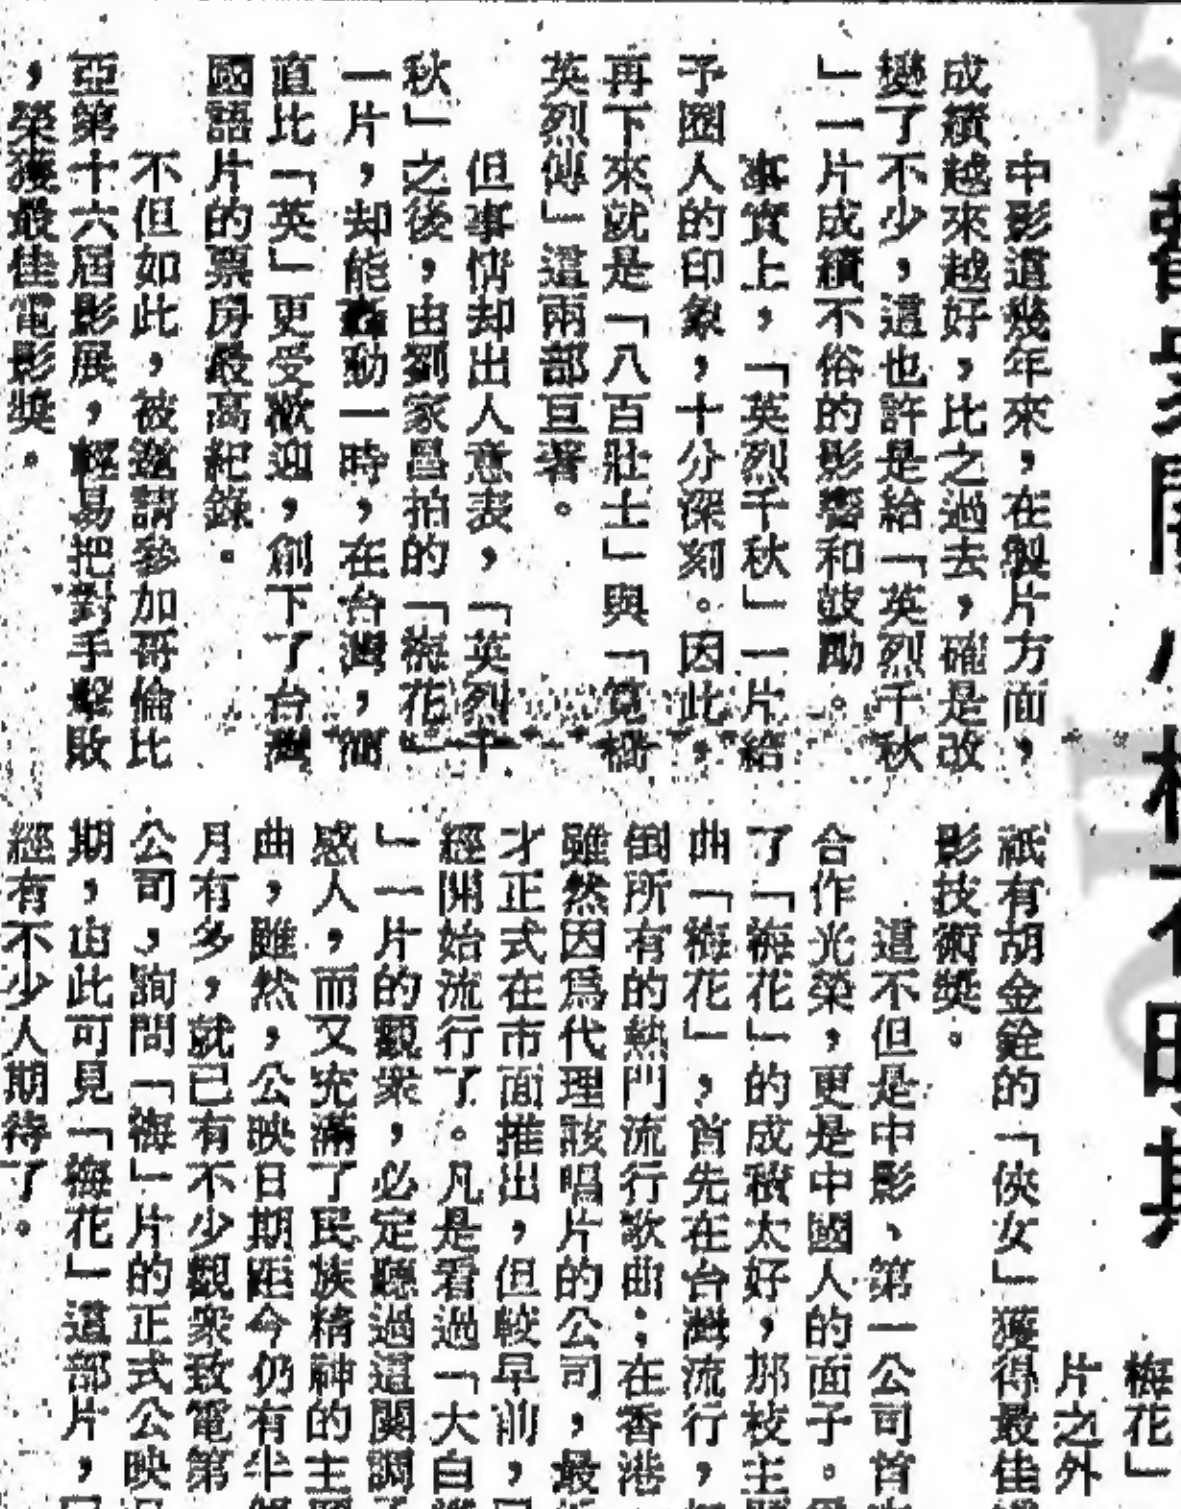 中影這幾年來,在製片方面,
成績越來越好,比之過去,確是改
變了不少,這也許是給「英烈千秋
」一片成績不俗的影響和鼓勵。
事實上,「英烈千秋」一片給
予圈人的印象,十分深刻。因此,
再下來就是「八百壯士」與「筧橋
英烈傳」這兩部巨著。
但事情却出人意表,「英烈千
秋」之後,由劉家昌拍的「梅花」
一片,却能轟動一時,在台灣,簡
直比「英」更受歡迎,創下了台灣
國語片的票房最高紀錄。
不但如此,被邀請參加哥倫比
亞第十六屆影展,輕易把對手擊敗
,榮獲最佳電影獎。
梅花」
片之外
祇有胡金銓的「俠女」獲得最佳
影技術獎。
這不但是中影、第一公司首
合作光榮,更是中國人的面子。
了「梅花」的成積太好,那枝主
曲「梅花」,首先在台灣流行,
倒所有的熱門流行歌曲;在香港
雖然因爲代理該唱片的公司,最
才正式在市面推出,但較早前,
經開始流行了。凡是看過「大白
」一片的觀衆,必定聽過這闋調
感人,而又充滿了民族精神的主
曲,雖然,公映日期距今仍有半
月有多,就已有不少觀衆致電第
公司,詢問「梅」片的正式公映
期,由此可見「梅花」這部片,
經有不少人期待了。